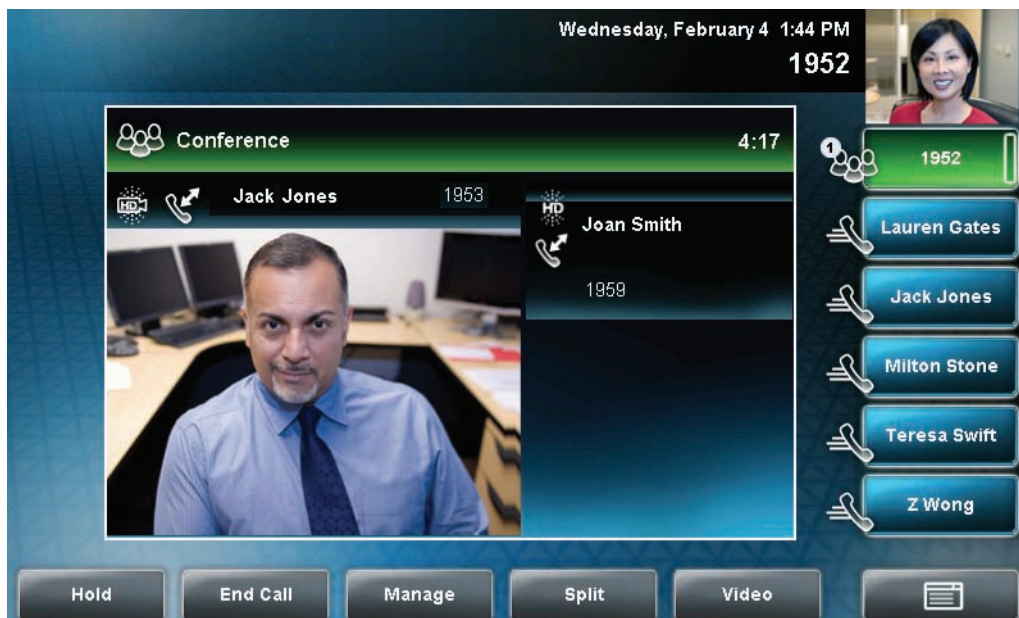 Wednesday, February 4 1:44 PM
1952
Conference 4:17
HD Jack Jones 1953
HD
Joan Smith
1959
1 1952
Lauren Gates
Jack Jones
Milton Stone
Teresa Swift
Z Wong
Hold End Call Manage Split Video